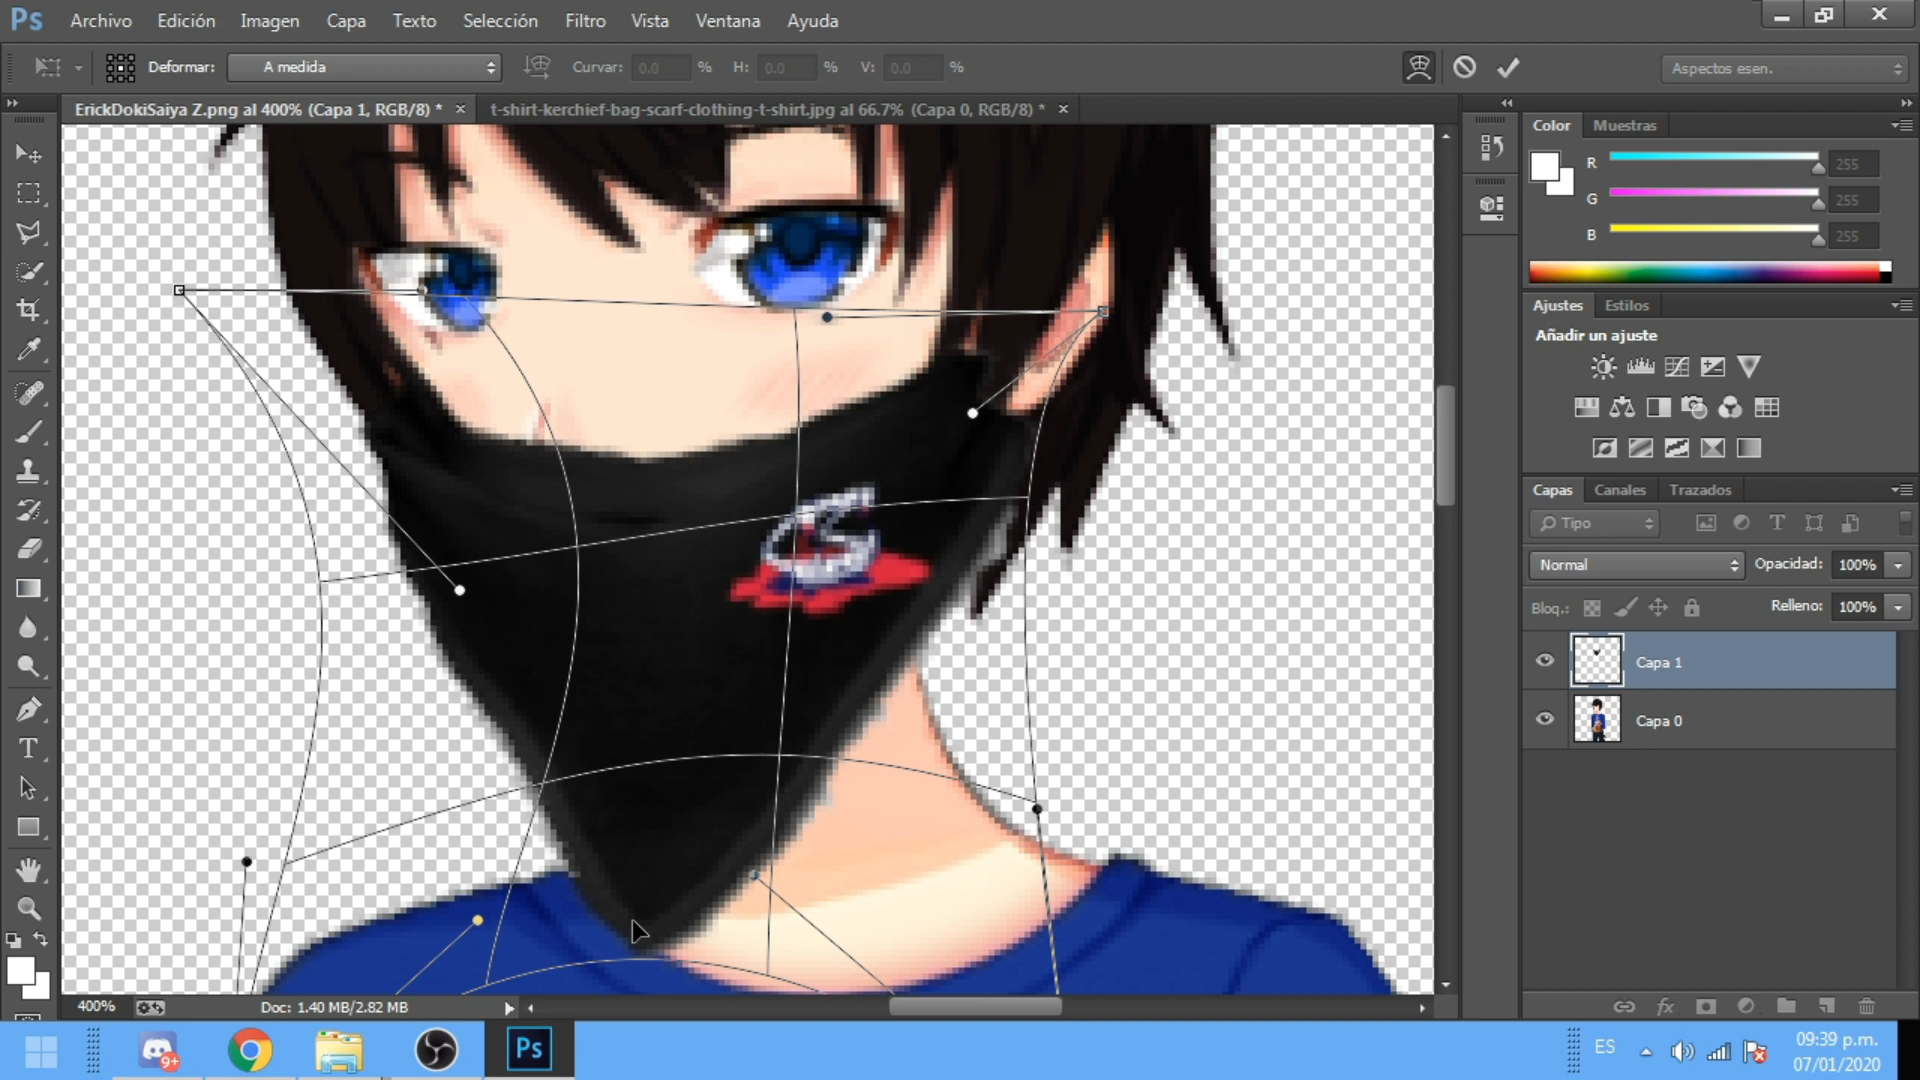 Ps Archivo Edición Imagen Capa Texto Selección Filtro Vista Ventana Ayuda
Deformar: A medida Curvar: 0.0 % H: 0.0 % V: 0.0 % Aspectos esen.
ErickDokiSaiya Z.png al 400% (Capa 1, RGB/8) * × t-shirt-kerchief-bag-scarf-clothing-t-shirt.jpg al 66.7% (Capa 0, RGB/8) * ×
Color Muestras
R 255
G 255
B 255
Ajustes Estilos
Añadir un ajuste
Capas Canales Trazados
Tipo
Normal Opacidad: 100%
Bloq.: Relleno: 100%
Capa 1
Capa 0
400% Doc: 1.40 MB/2.82 MB
9+ Ps ES 09:39 p.m.
07/01/2020